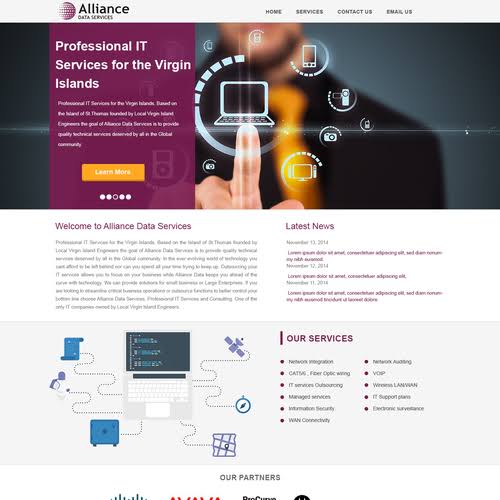 Alliance
DATA SERVICES
HOME SERVICES CONTACT US EMAIL US
Professional IT
Services for the Virgin
Islands
Professional IT Services for the Virgin Islands. Based on
the Island of St.Thomas founded by Local Virgin Island
Engineers the goal of Alliance Data Services is to provide
quality technical services deserved by all in the Global
community.
Learn More
Welcome to Alliance Data Services
Professional IT Services for the Virgin Islands. Based on the Island of St.Thomas founded by
Local Virgin Island Engineers the goal of Alliance Data Services is to provide quality technical
services deserved by all in the Global community. In the ever evolving world of technology you
cant afford to be left behind nor can you spend all your time trying to keep up. Outsourcing your
IT services allows you to focus on your business while Alliance Data keeps you ahead of the
curve with technology. We can provide solutions for small business or Large Enterprises. If you
are looking to streamline critical business operations or outsource functions to better control your
bottom line choose Alliance Data Services, Professional IT Services and Consulting. One of the
only IT companies owned by Local Virgin Island Engineers.
Latest News
November 13, 2014
Lorem ipsum dolor sit amet, consectetuer adipiscing elit, sed diam nonum-
my nibh euismod.
November 12, 2014
Lorem ipsum dolor sit amet, consectetuer adipiscing elit,
November 11, 2014
Lorem ipsum dolor sit amet, consectetuer adipiscing elit, sed diam nonum-
my nibh euismod tincidunt ut laoreet dolore.
OUR SERVICES
Network Integration
CAT5/6 , Fiber Optic wiring
IT services Outsourcing
Managed services
Information Security
WAN Connectivity
Network Auditing
VOIP
Wireless LAN/WAN
IT Support plans
Electronic surveillance
OUR PARTNERS
AVAYA
ProCurve